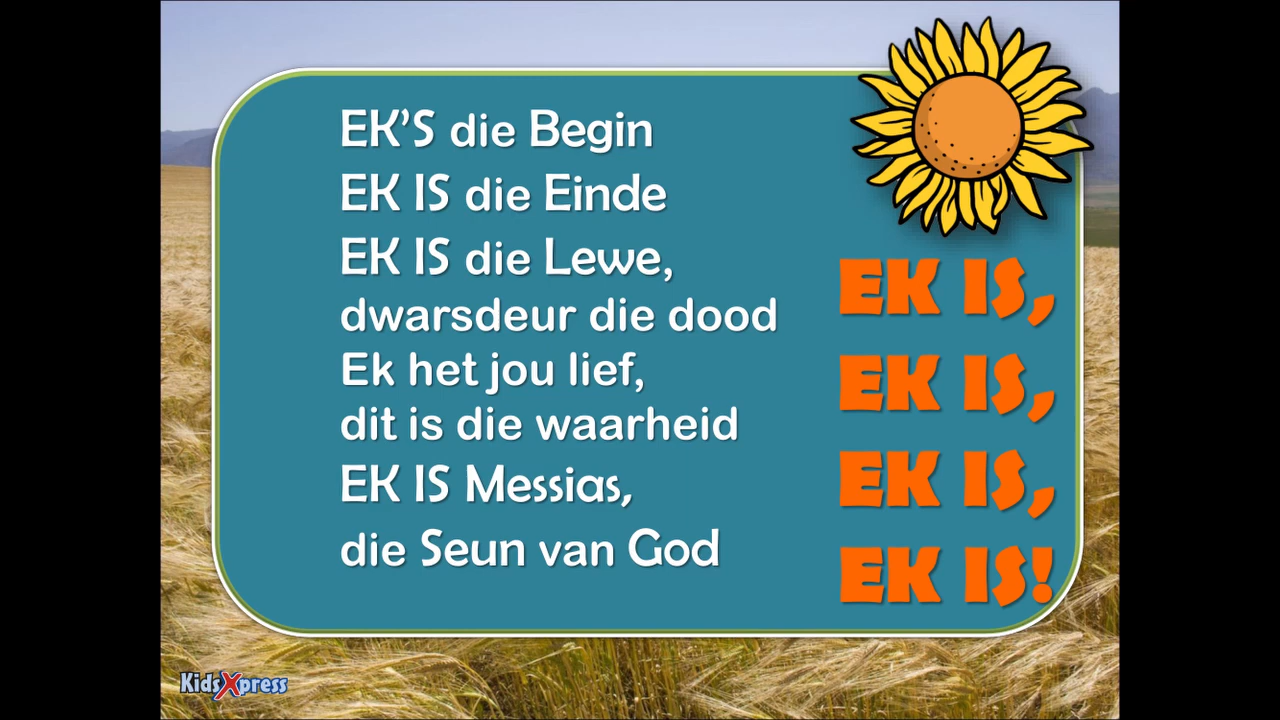 EK'S die Begin
EK IS die Einde
EK IS die Lewe,
dwarsdeur die dood
Ek het jou lief,
dit is die waarheid
EK IS Messias,
die Seun van God
EK IS,
EK IS,
EK IS,
EK IS!
KidsXpress